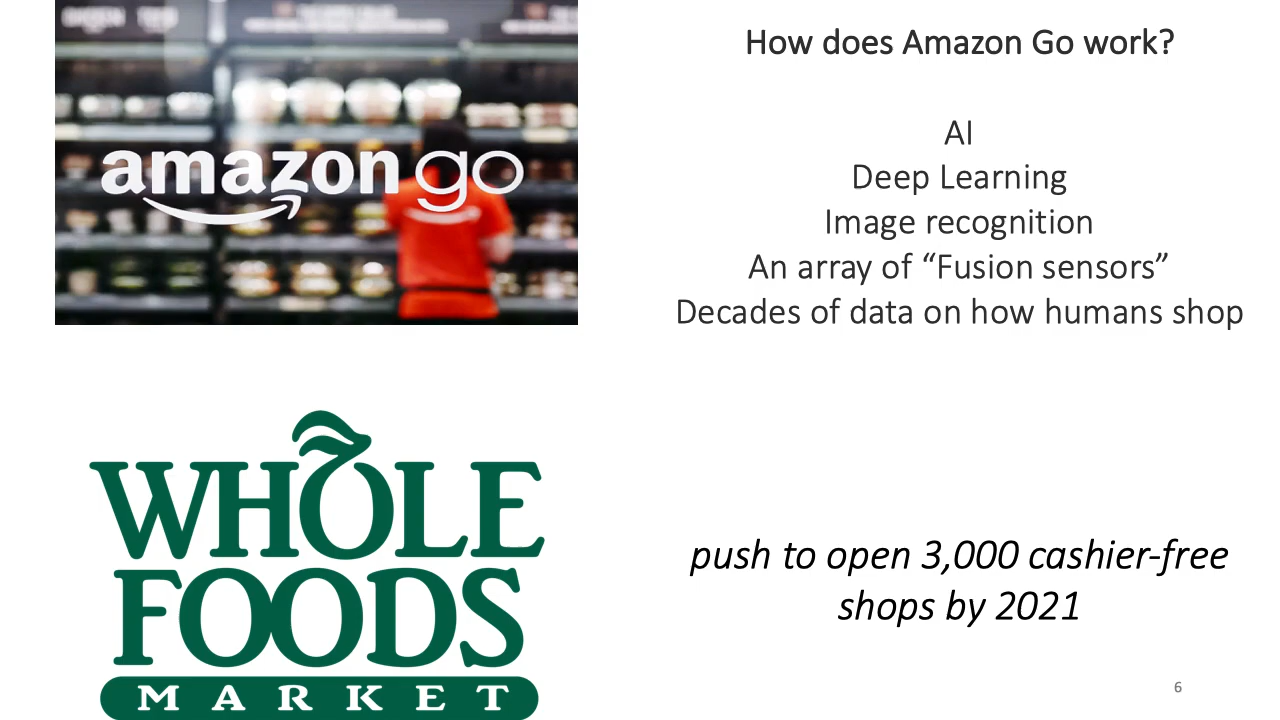 amazon go
How does Amazon Go work?
AI
Deep Learning
Image recognition
An array of “Fusion sensors”
Decades of data on how humans shop
WHOLE
FOODS
MARKET
push to open 3,000 cashier-free
shops by 2021
6